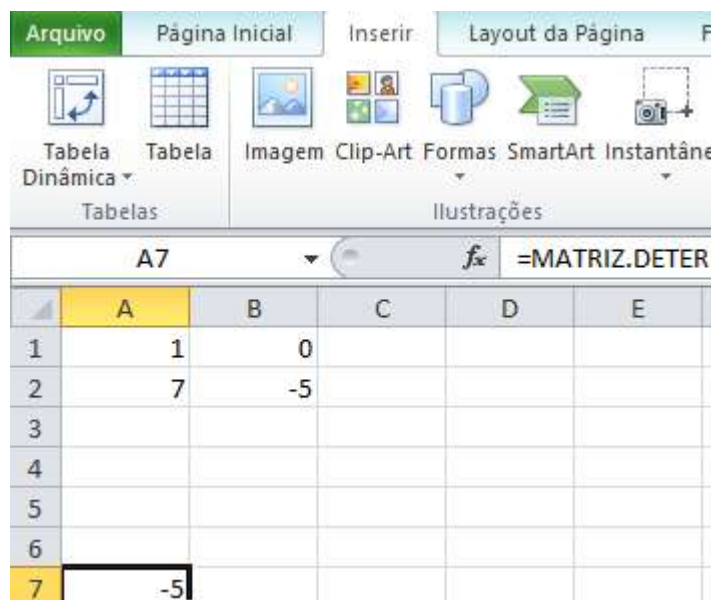 Arquivo Página Inicial Inserir Layout da Página F
Tabela Dinâmica Tabela Imagem Clip-Art Formas SmartArt Instantâne
Tabelas Ilustrações
A7 fx =MATRIZ.DETER
A B C D E
1 1 0
2 7 -5
3
4
5
6
7 -5